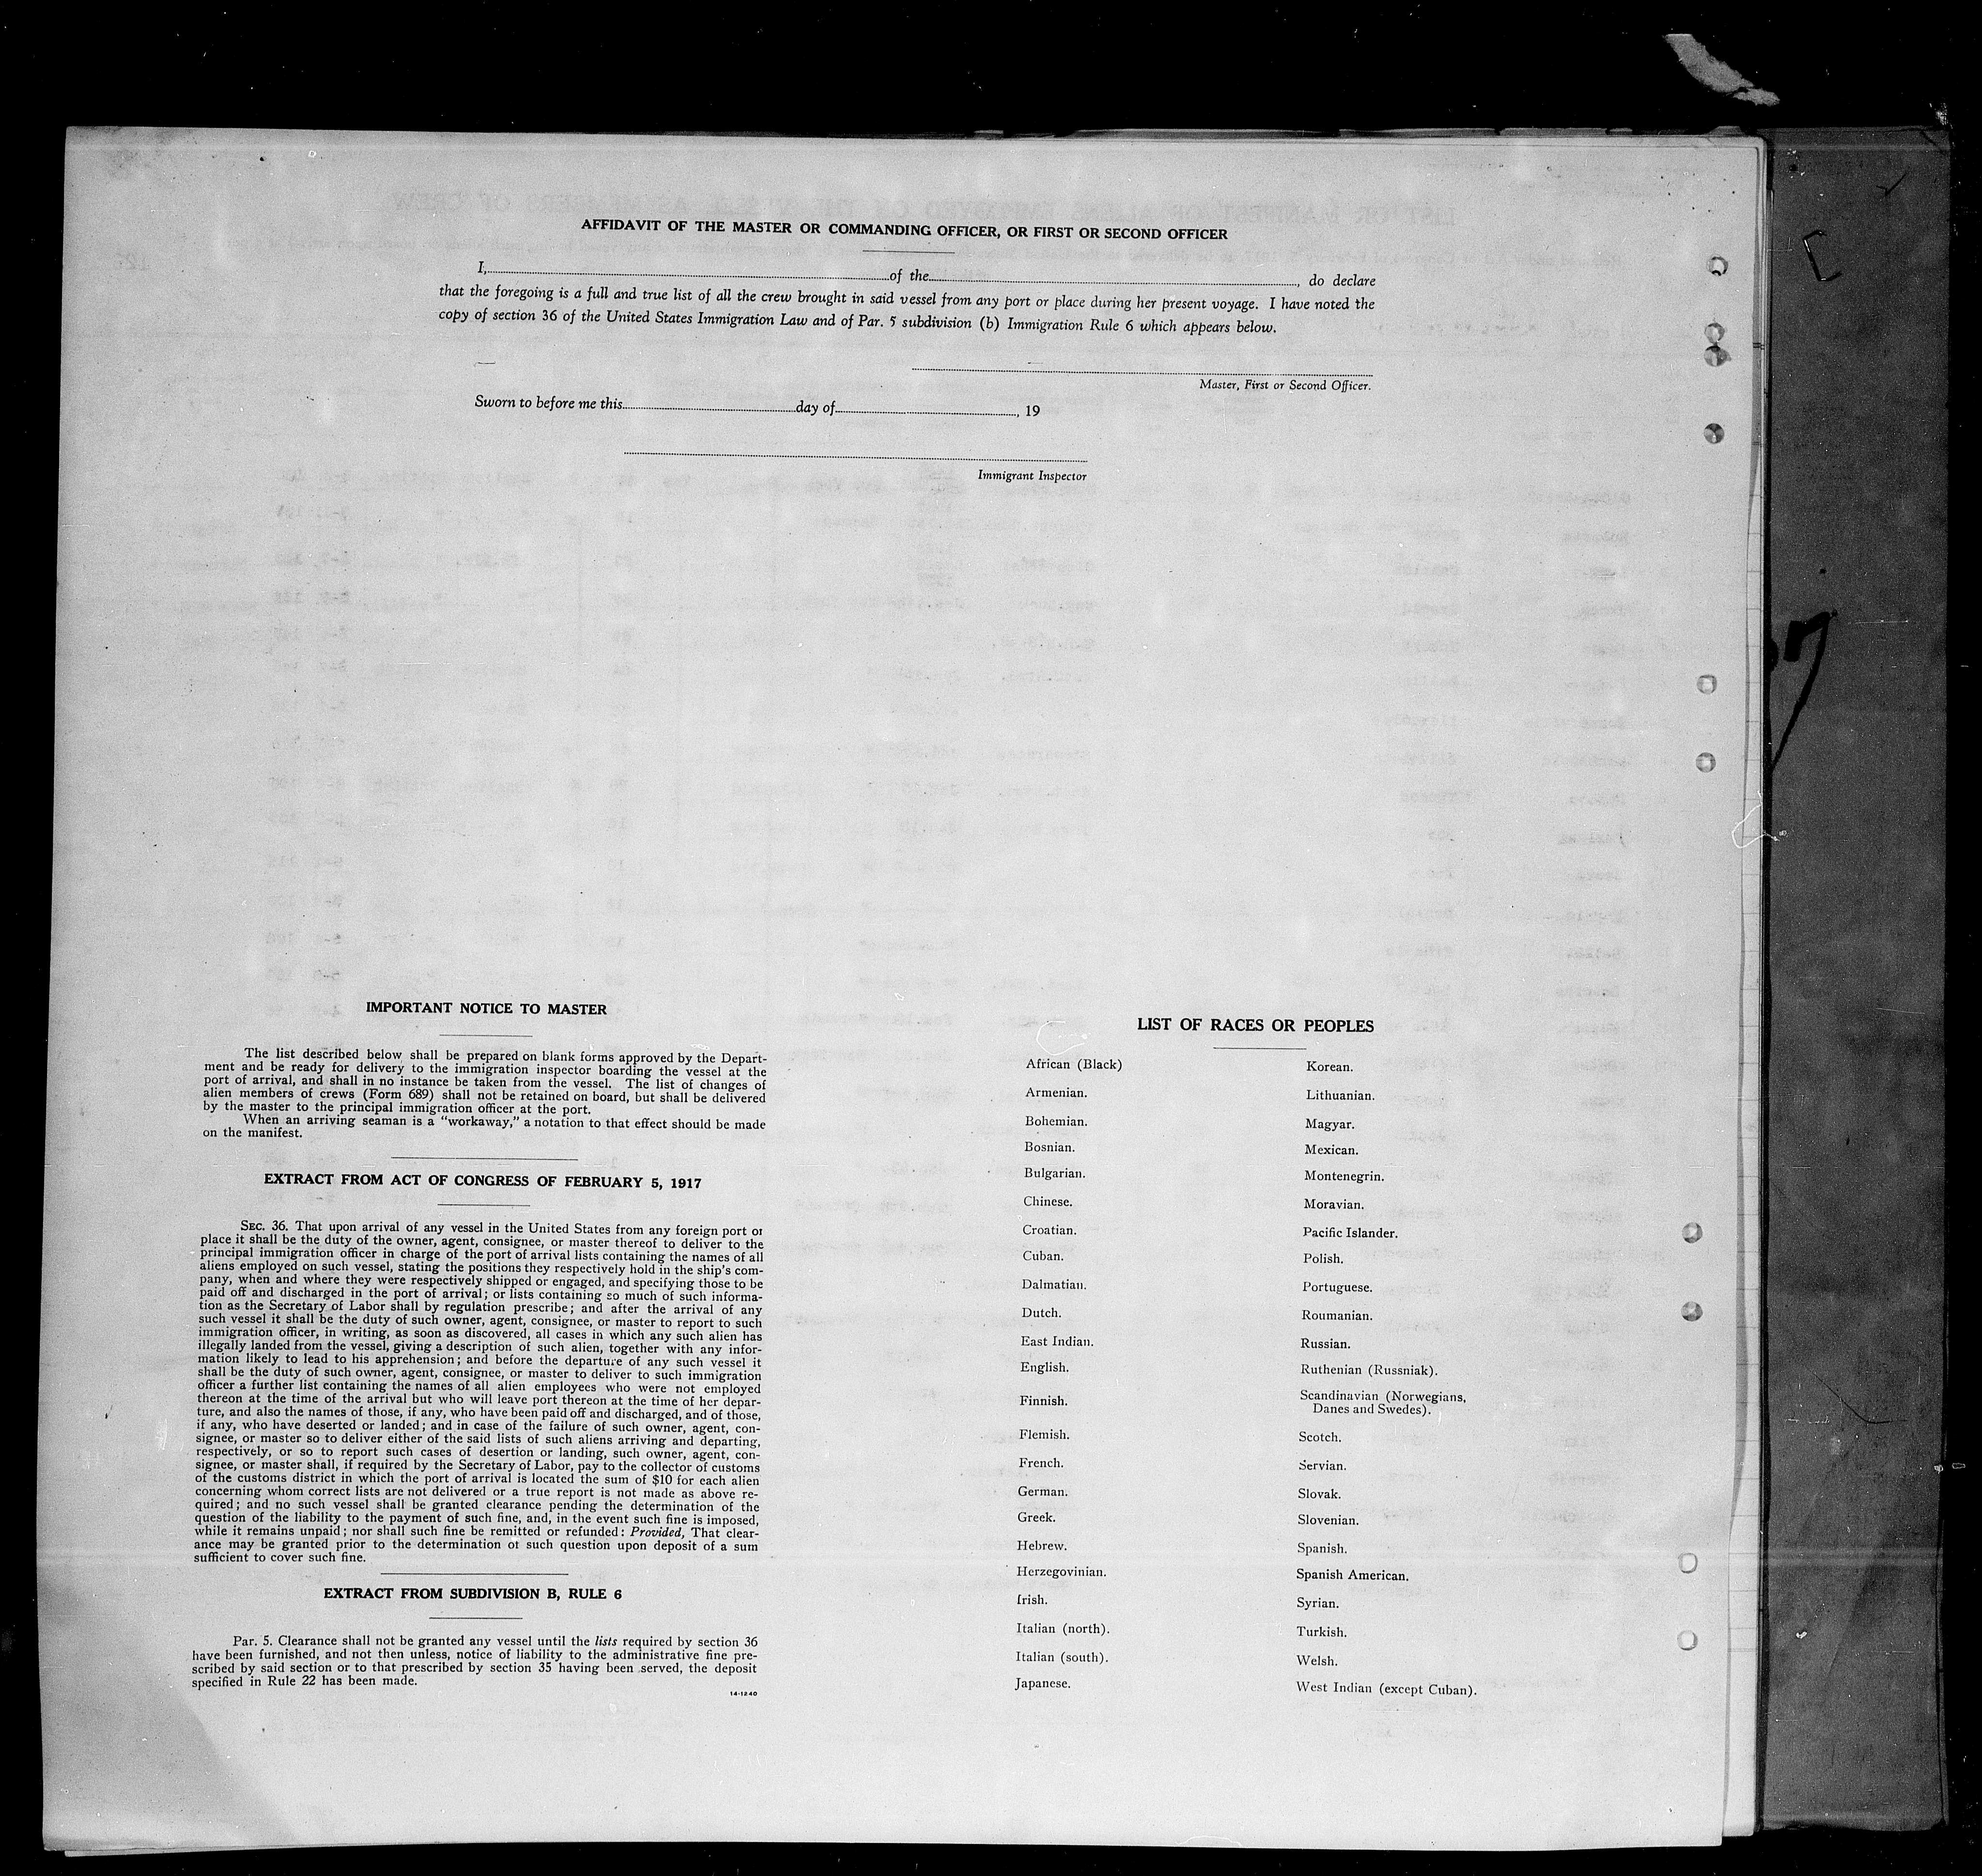 AFFIDAVIT OF THE MASTER OR COMMANDING OFFICER, OR FIRST OR SECOND OFFICER
I, of the , do declare
that the foregoing is a full and true list of all the crew brought in said vessel from any port or place during her present voyage. I have noted the
copy of section 36 of the United States Immigration Law and of Par. 5 subdivision (b) Immigration Rule 6 which appears below.
Master, First or Second Officer.
Sworn to before me this day of , 19
Immigrant Inspector
IMPORTANT NOTICE TO MASTER
The list described below shall be prepared on blank forms approved by the Depart-
ment and be ready for delivery to the immigration inspector boarding the vessel at the
port of arrival, and shall in no instance be taken from the vessel. The list of changes of
alien members of crews (Form 689) shall not be retained on board, but shall be delivered
by the master to the principal immigration officer at the port.
When an arriving seaman is a "workaway," a notation to that effect should be made
on the manifest.
EXTRACT FROM ACT OF CONGRESS OF FEBRUARY 5, 1917
SEC. 36. That upon arrival of any vessel in the United States from any foreign port or
place it shall be the duty of the owner, agent, consignee, or master thereof to deliver to the
principal immigration officer in charge of the port of arrival lists containing the names of all
aliens employed on such vessel, stating the positions they respectively hold in the ship's com-
pany, when and where they were respectively shipped or engaged, and specifying those to be
paid off and discharged in the port of arrival; or lists containing so much of such informa-
tion as the Secretary of Labor shall by regulation prescribe; and after the arrival of any
such vessel it shall be the duty of such owner, agent, consignee, or master to report to such
immigration officer, in writing, as soon as discovered, all cases in which any such alien has
illegally landed from the vessel, giving a description of such alien, together with any infor-
mation likely to lead to his apprehension; and before the departure of any such vessel it
shall be the duty of such owner, agent, consignee, or master to deliver to such immigration
officer a further list containing the names of all alien employees who were not employed
thereon at the time of the arrival but who will leave port thereon at the time of her depar-
ture, and also the names of those, if any, who have been paid off and discharged, and of those,
if any, who have deserted or landed; and in case of the failure of such owner, agent, con-
signee, or master so to deliver either of the said lists of such aliens arriving and departing,
respectively, or so to report such cases of desertion or landing, such owner, agent, con-
signee, or master shall, if required by the Secretary of Labor, pay to the collector of customs
of the customs district in which the port of arrival is located the sum of $10 for each alien
concerning whom correct lists are not delivered or a true report is not made as above re-
quired; and no such vessel shall be granted clearance pending the determination of the
question of the liability to the payment of such fine, and, in the event such fine is imposed,
while it remains unpaid; nor shall such fine be remitted or refunded: Provided, That clear-
ance may be granted prior to the determination of such question upon deposit of a sum
sufficient to cover such fine.
EXTRACT FROM SUBDIVISION B, RULE 6
Par. 5. Clearance shall not be granted any vessel until the lists required by section 36
have been furnished, and not then unless, notice of liability to the administrative fine pre-
scribed by said section or to that prescribed by section 35 having been served, the deposit
specified in Rule 22 has been made.
14-1240
LIST OF RACES OR PEOPLES
African (Black)
Armenian.
Bohemian.
Bosnian.
Bulgarian.
Chinese.
Croatian.
Cuban.
Dalmatian.
Dutch.
East Indian.
English.
Finnish.
Flemish.
French.
German.
Greek.
Hebrew.
Herzegovinian.
Irish.
Italian (north).
Italian (south).
Japanese.
Korean.
Lithuanian.
Magyar.
Mexican.
Montenegrin.
Moravian.
Pacific Islander.
Polish.
Portuguese.
Roumanian.
Russian.
Ruthenian (Russniak).
Scandinavian (Norwegians,
Danes and Swedes).
Scotch.
Servian.
Slovak.
Slovenian.
Spanish.
Spanish American.
Syrian.
Turkish.
Welsh.
West Indian (except Cuban).